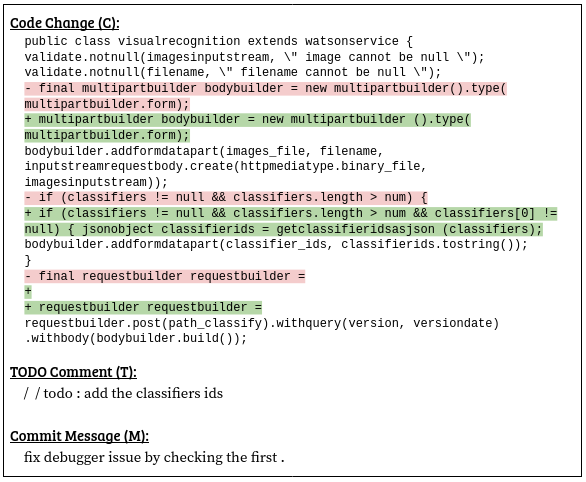 Code Change (C):
public class visualrecognition extends watsonservice {
validate.notnull(imagesinputstream, \" image cannot be null \");
validate.notnull(filename, \" filename cannot be null \");
- final multipartbuilder bodybuilder = new multipartbuilder().type(
multipartbuilder.form);
+ multipartbuilder bodybuilder = new multipartbuilder ().type(
multipartbuilder.form);
bodybuilder.addformdatapart(images_file, filename,
inputstreamrequestbody.create(httpmediatype.binary_file,
imagesinputstream));
- if (classifiers != null && classifiers.length > num) {
+ if (classifiers != null && classifiers.length > num && classifiers[0] !=
null) { jsonobject classifierids = getclassifieridsasjson (classifiers);
bodybuilder.addformdatapart(classifier_ids, classifierids.tostring());
}
- final requestbuilder requestbuilder =
+
+ requestbuilder requestbuilder =
requestbuilder.post(path_classify).withquery(version, versiondate)
.withbody(bodybuilder.build());
TODO Comment (T):
/ / todo : add the classifiers ids
Commit Message (M):
fix debugger issue by checking the first .